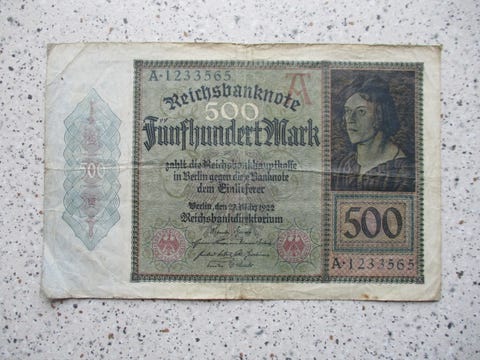 A·1233565
A
Reichsbanknote
500
Fünfhundert Mark
500
zahlt die Reichsbankhauptkasse
in Berlin gegen diese Banknote
dem Einlieferer
Berlin, den 27. März 1922
Reichsbankdirektorium
500
A·1233565